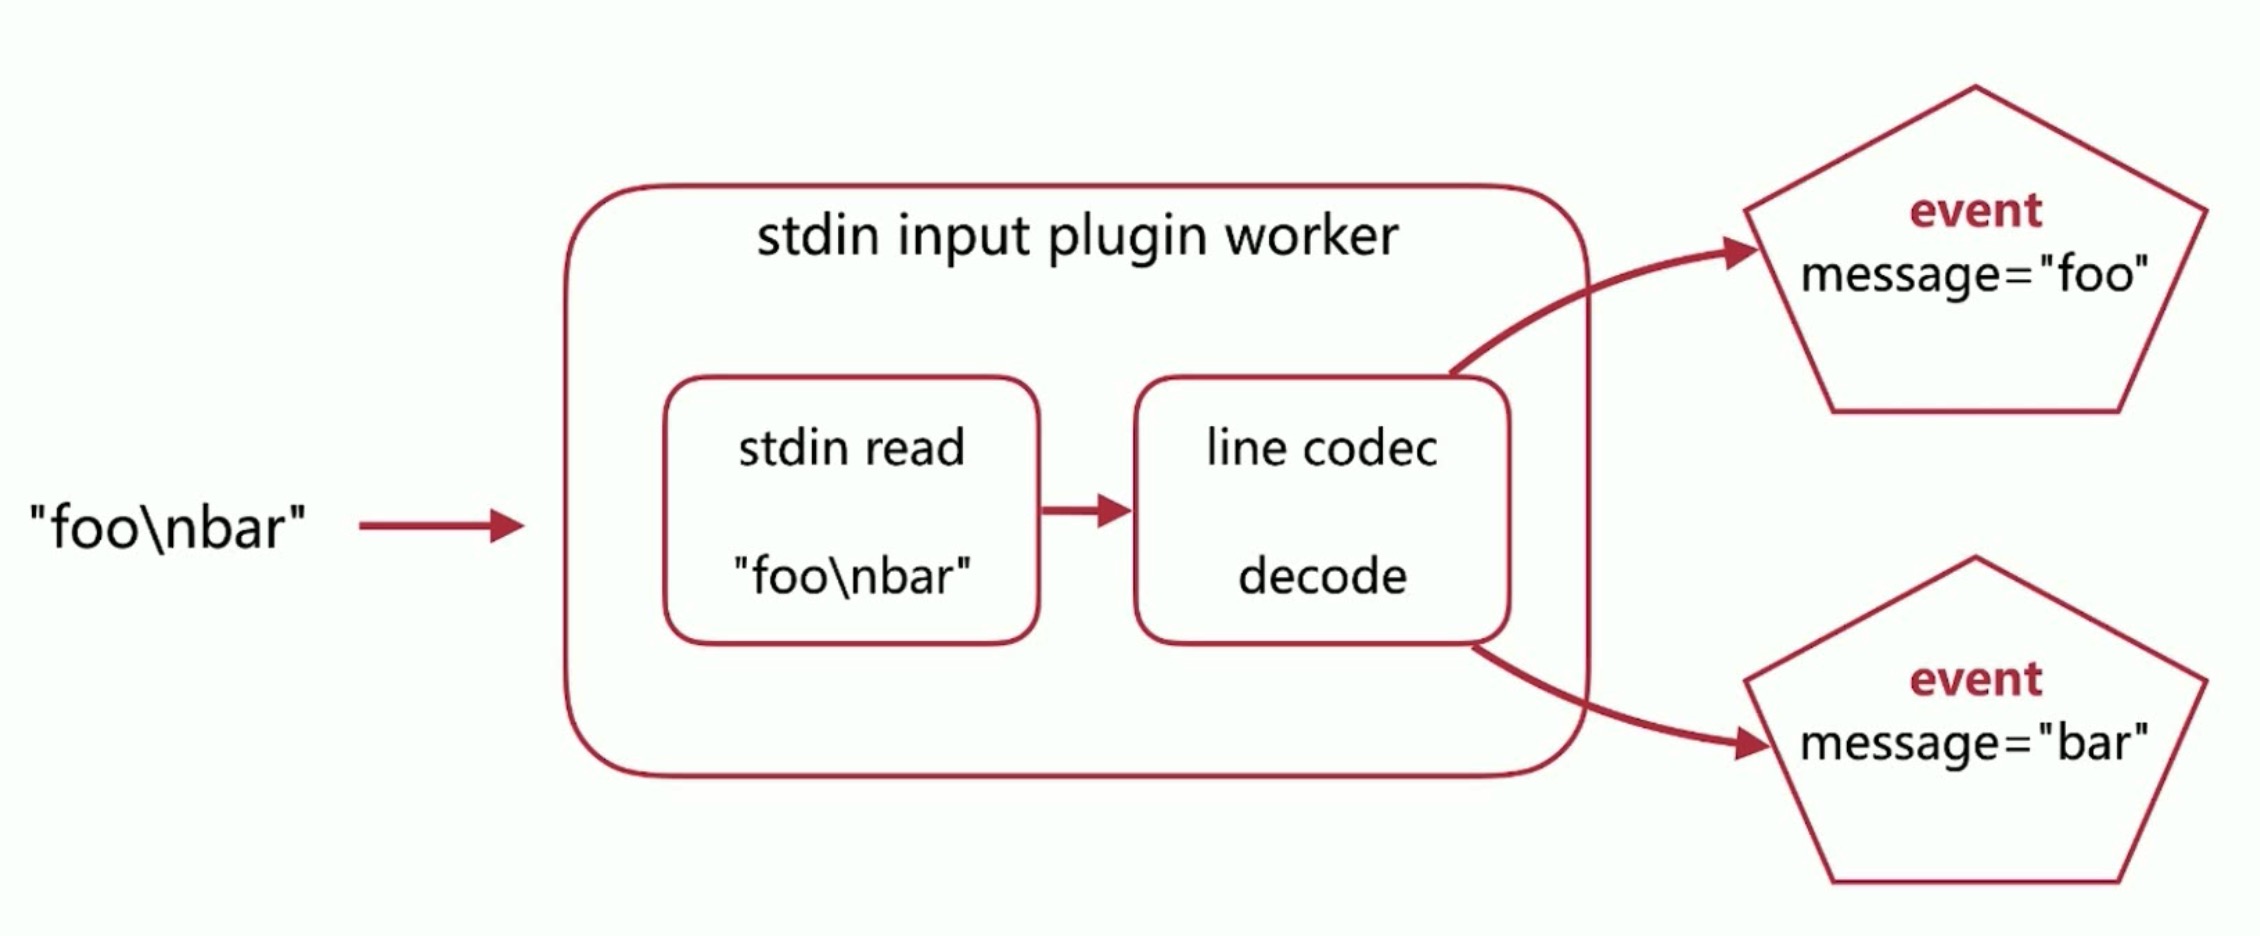 "foo\nbar"
stdin input plugin worker
stdin read
"foo\nbar"
line codec
decode
event
message="foo"
event
message="bar"